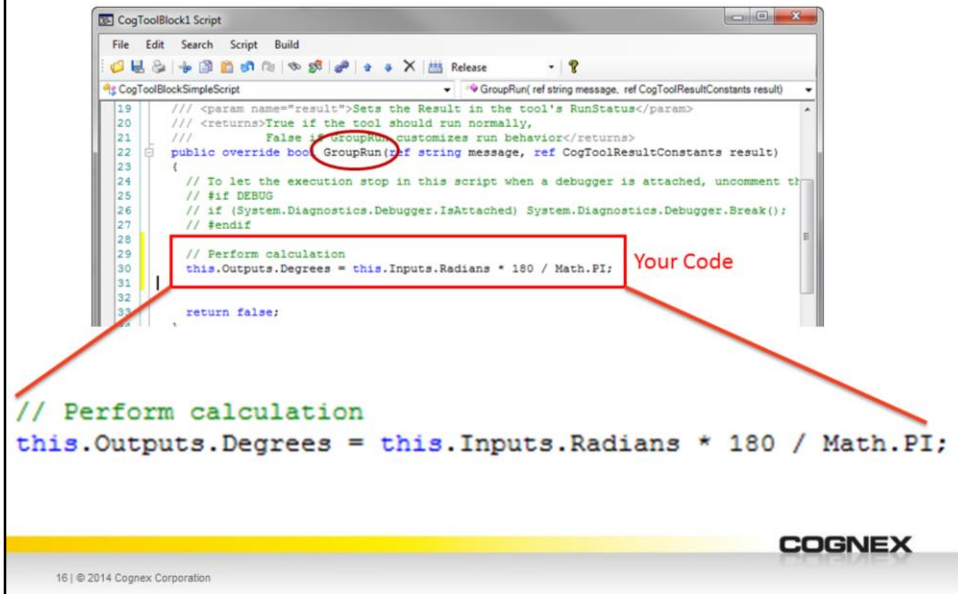 CogToolBlock1 Script
File Edit Search Script Build
Release
CogToolBlockSimpleScript
GroupRun( ref string message, ref CogToolResultConstants result)
19 /// <param name="result">Sets the Result in the tool's RunStatus</param>
20 /// <returns>True if the tool should run normally,
21 /// False if GroupRun customizes run behavior</returns>
22 public override bool GroupRun(ref string message, ref CogToolResultConstants result)
23 {
24 // To let the execution stop in this script when a debugger is attached, uncomment th
25 // #if DEBUG
26 // if (System.Diagnostics.Debugger.IsAttached) System.Diagnostics.Debugger.Break();
27 // #endif
28
29 // Perform calculation
30 this.Outputs.Degrees = this.Inputs.Radians * 180 / Math.PI;
Your Code
31
32
33 return false;
// Perform calculation
this.Outputs.Degrees = this.Inputs.Radians * 180 / Math.PI;
COGNEX
16 | © 2014 Cognex Corporation